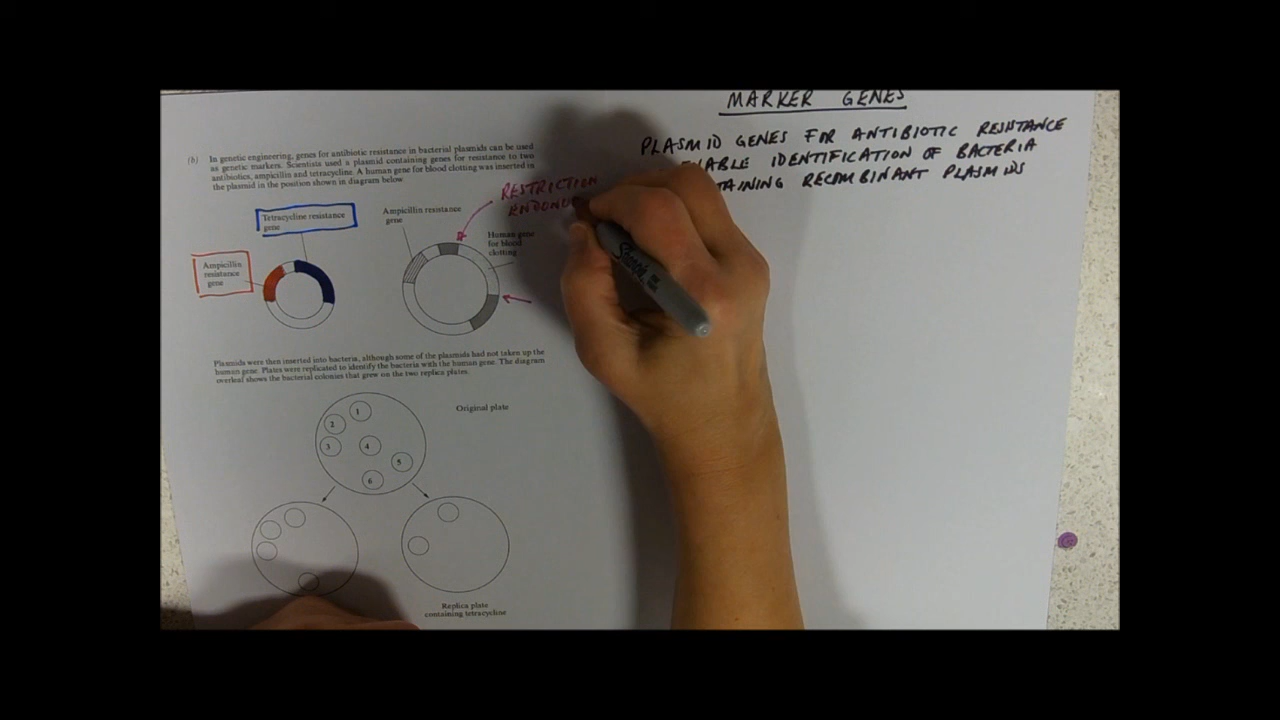 MARKER GENES
PLASMID GENES FOR ANTIBIOTIC RESISTANCE
ENABLE IDENTIFICATION OF BACTERIA
TAINING RECOMBINANT PLASMIDS
(b) In genetic engineering, genes for antibiotic resistance in bacterial plasmids can be used
as genetic markers. Scientists used a plasmid containing genes for resistance to two
antibiotics, ampicillin and tetracycline. A human gene for blood clotting was inserted in
the plasmid in the position shown in diagram below.
RESTRICTION
ENDONU
Tetracycline resistance
gene
Ampicillin
resistance
gene
Ampicillin resistance
gene
Human gene
for blood
clotting
Plasmids were then inserted into bacteria, although some of the plasmids had not taken up the
human gene. Plates were replicated to identify the bacteria with the human gene. The diagram
overleaf shows the bacterial colonies that grew on the two replica plates.
Original plate
1
2
3
4
5
6
Replica plate
containing tetracycline